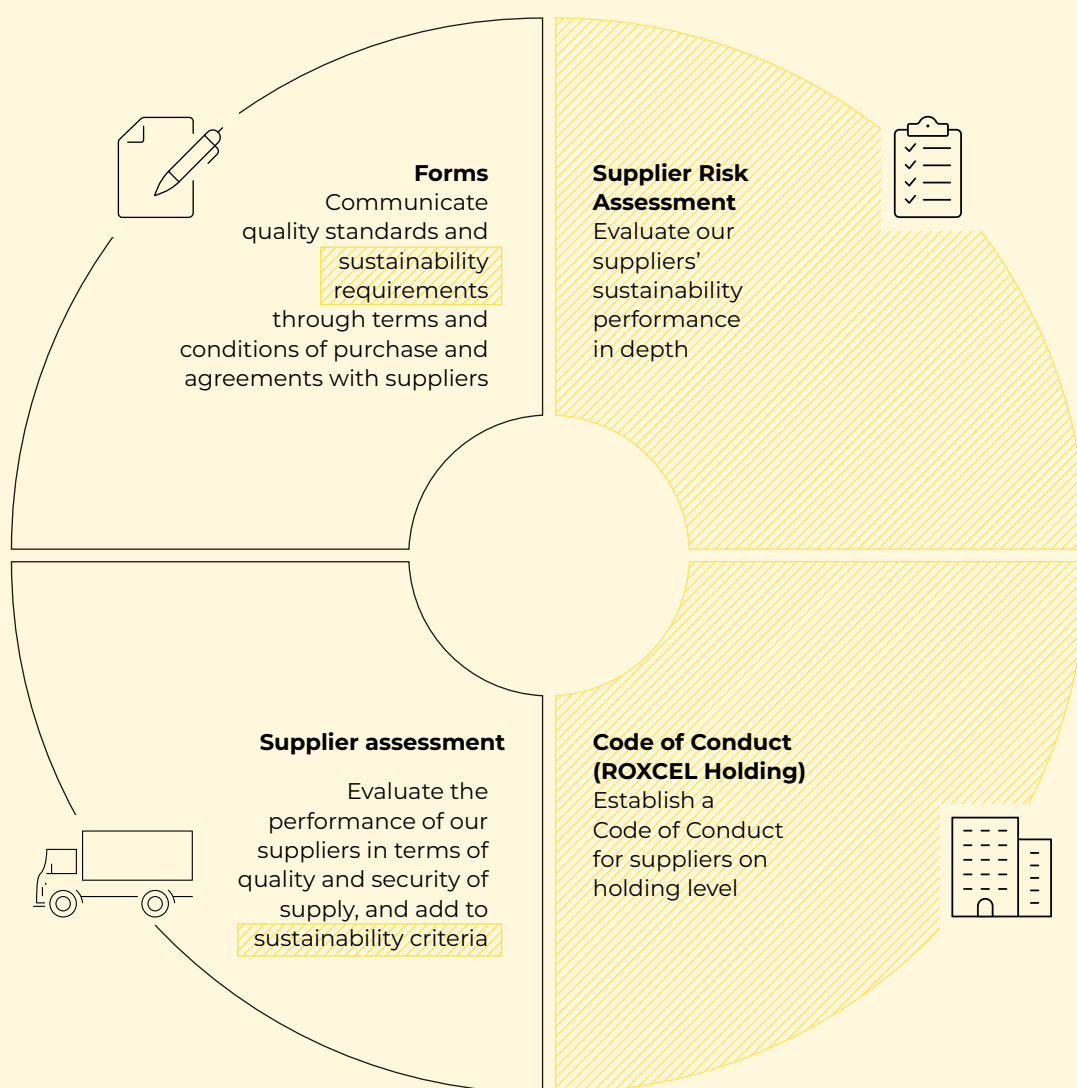 Forms
Communicate
quality standards and
sustainability
requirements
through terms and
conditions of purchase and
agreements with suppliers
Supplier Risk
Assessment
Evaluate our
suppliers’
sustainability
performance
in depth
Supplier assessment
Evaluate the
performance of our
suppliers in terms of
quality and security of
supply, and add to
sustainability criteria
Code of Conduct
(ROXCEL Holding)
Establish a
Code of Conduct
for suppliers on
holding level